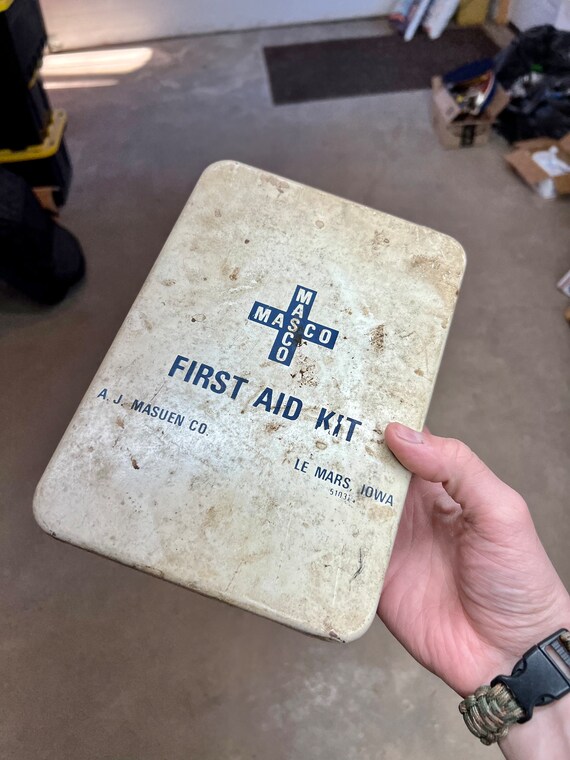 MASCO
MASCO
FIRST AID KIT
A. J. MASUEN CO.
LE MARS, IOWA